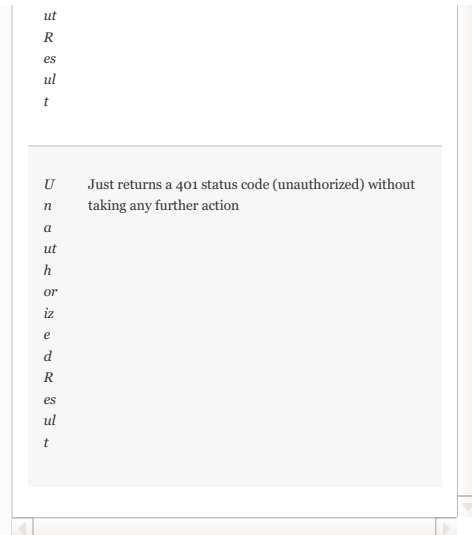 ut
R
es
ul
t
U Just returns a 401 status code (unauthorized) without
n taking any further action
a
ut
h
or
iz
e
d
R
es
ul
t